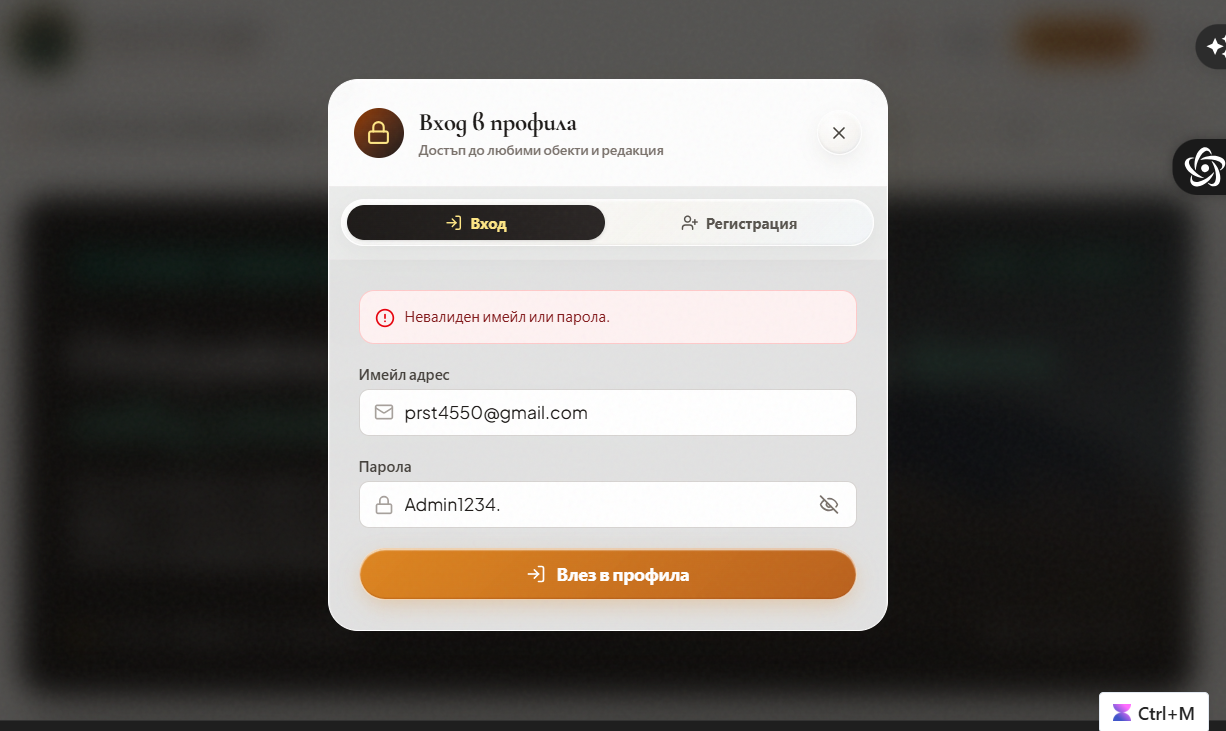 Вход в профила
Достъп до любими обекти и редакция
Вход
Регистрация
Невалиден имейл или парола.
Имейл адрес
prst4550@gmail.com
Парола
Admin1234.
Влез в профила
Ctrl+M